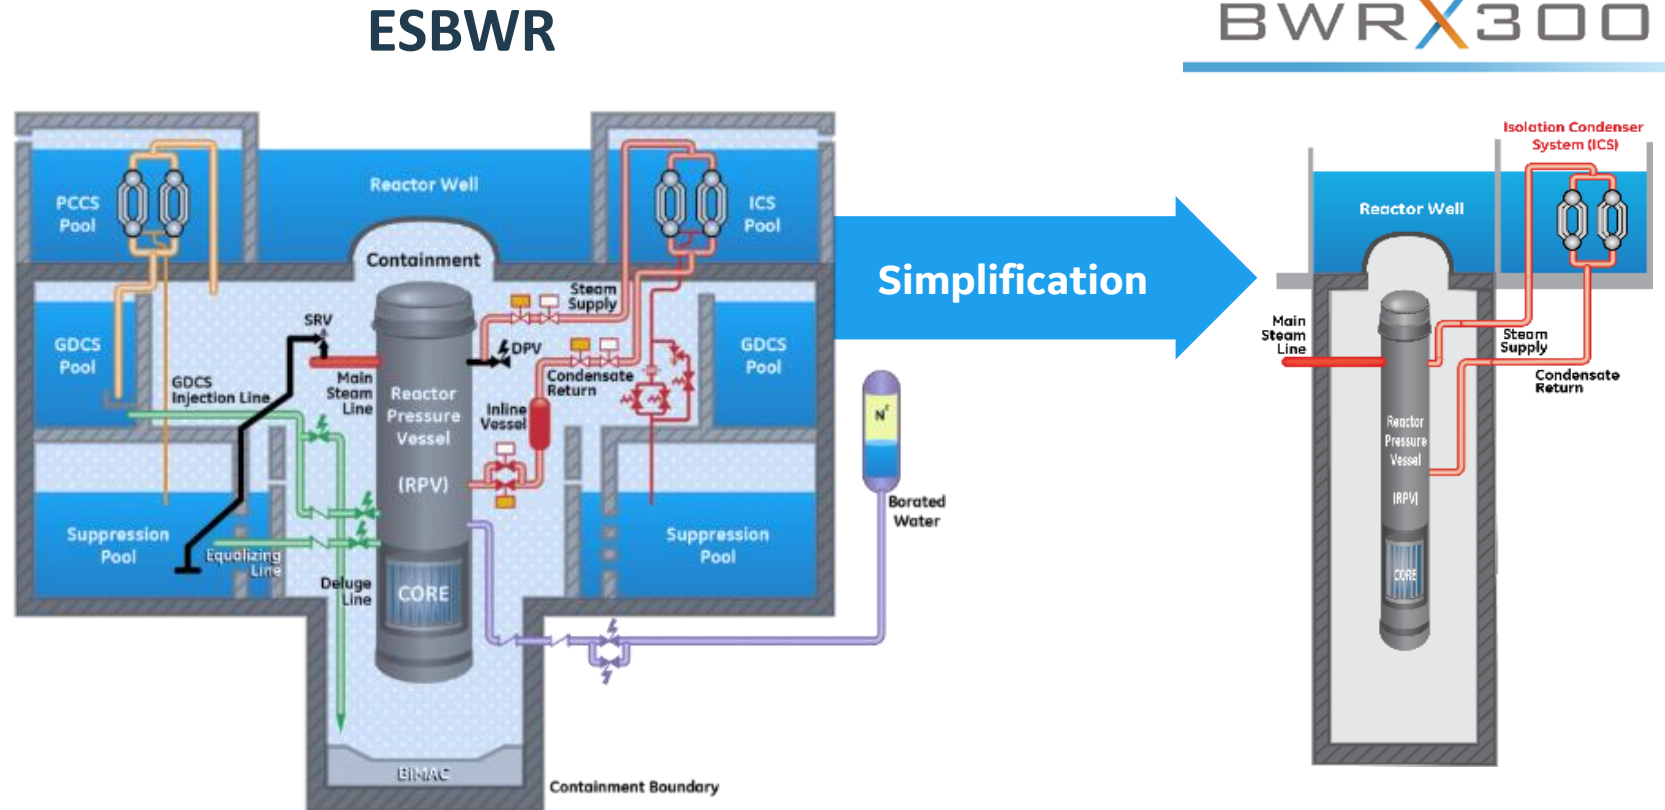 ESBWR
BWRX300
Reactor Well
PCCS
Pool
ICS
Pool
Containment
Steam
Supply
SRV
DPV
GDCS
Pool
GDCS
Pool
GDCS
Injection Line
Main
Steam
Line
Reactor
Pressure
Vessel
(RPV)
Condensate
Return
Inline
Vessel
Suppression
Pool
Equalizing
Line
Suppression
Pool
Deluge
Line
CORE
BiMAC
Containment Boundary
N²
Borated
Water
Simplification
Isolation Condenser
System (ICS)
Reactor Well
Main
Steam
Line
Steam
Supply
Condensate
Return
Reactor
Pressure
Vessel
(RPV)
CORE